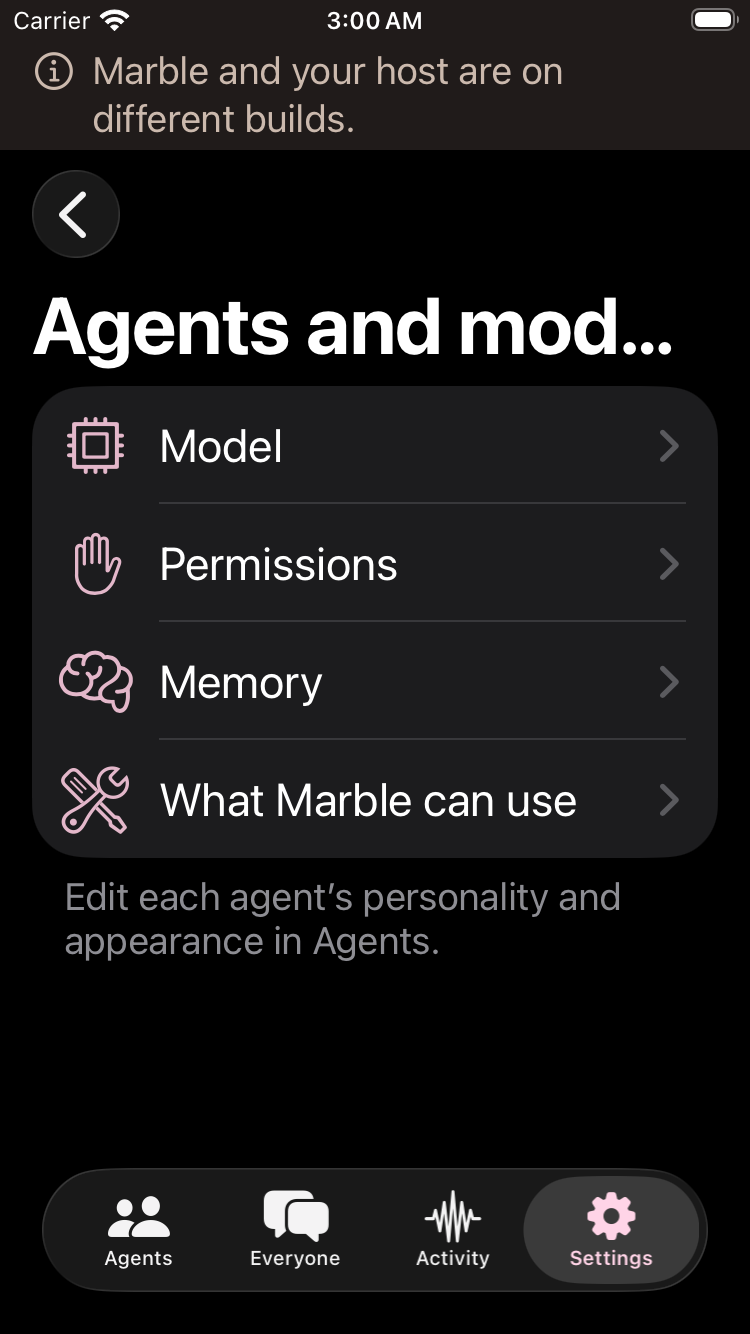 Carrier 3:00 AM
Marble and your host are on
different builds.
Agents and mod…
Model
Permissions
Memory
What Marble can use
Edit each agent’s personality and
appearance in Agents.
Agents Everyone Activity Settings